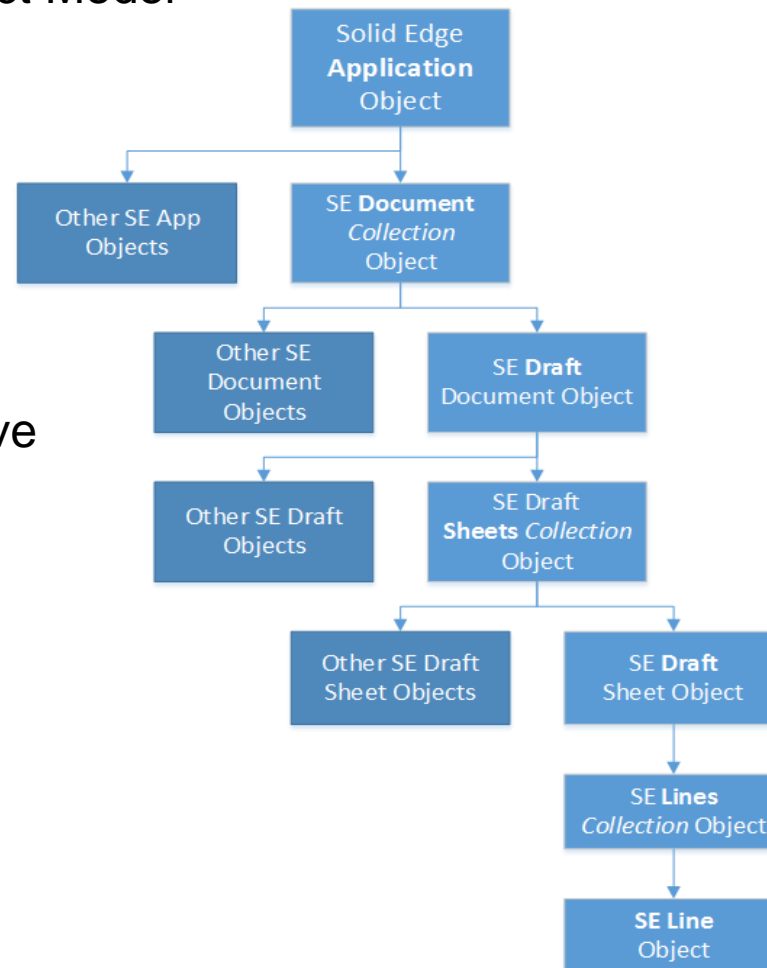 Solid Edge
Application
Object
Other SE App
Objects
SE Document
Collection
Object
Other SE
Document
Objects
SE Draft
Document Object
Other SE Draft
Objects
SE Draft
Sheets Collection
Object
Other SE Draft
Sheet Objects
SE Draft
Sheet Object
SE Lines
Collection Object
SE Line
Object